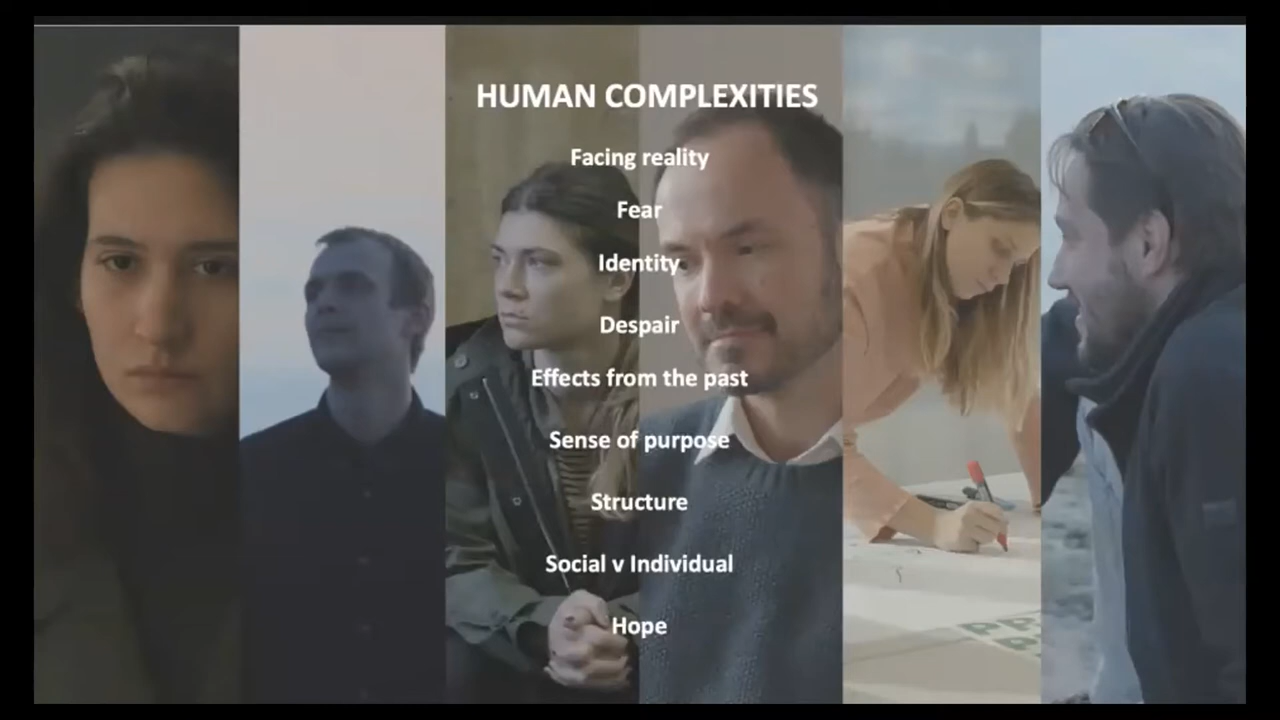 HUMAN COMPLEXITIES
Facing reality
Fear
Identity
Despair
Effects from the past
Sense of purpose
Structure
Social v Individual
Hope